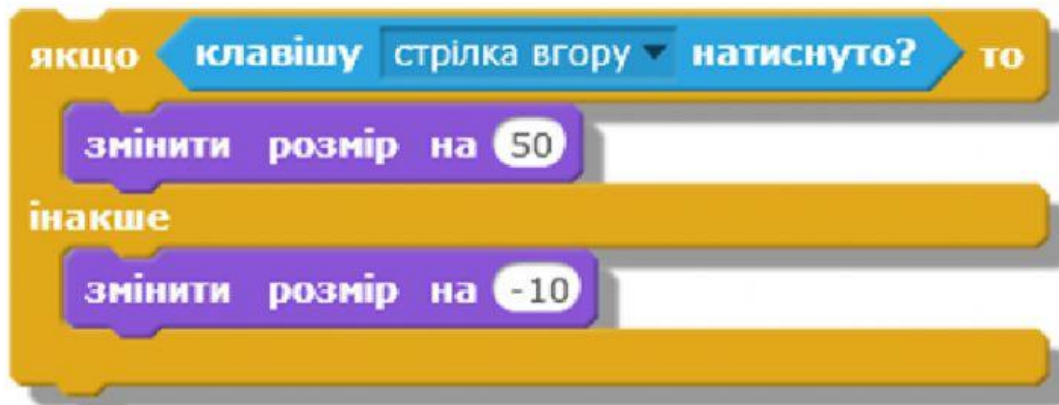 якщо клавішу стрілка вгору натиснуто? то
змінити розмір на 50
інакше
змінити розмір на -10